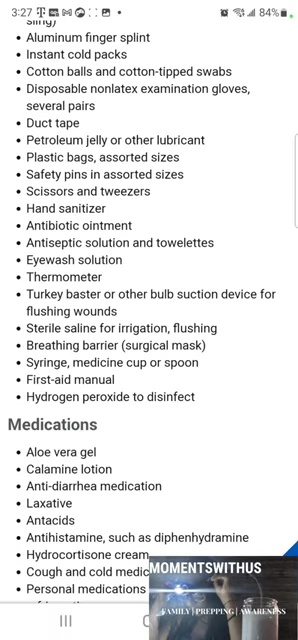 3:27
84%
sling)
• Aluminum finger splint
• Instant cold packs
• Cotton balls and cotton-tipped swabs
• Disposable nonlatex examination gloves,
several pairs
• Duct tape
• Petroleum jelly or other lubricant
• Plastic bags, assorted sizes
• Safety pins in assorted sizes
• Scissors and tweezers
• Hand sanitizer
• Antibiotic ointment
• Antiseptic solution and towelettes
• Eyewash solution
• Thermometer
• Turkey baster or other bulb suction device for
flushing wounds
• Sterile saline for irrigation, flushing
• Breathing barrier (surgical mask)
• Syringe, medicine cup or spoon
• First-aid manual
• Hydrogen peroxide to disinfect
Medications
• Aloe vera gel
• Calamine lotion
• Anti-diarrhea medication
• Laxative
• Antacids
• Antihistamine, such as diphenhydramine
• Hydrocortisone cream
• Cough and cold medic
• Personal medications
MOMENTSWITHUS
FAMILY | PREPPING | AWARENESS